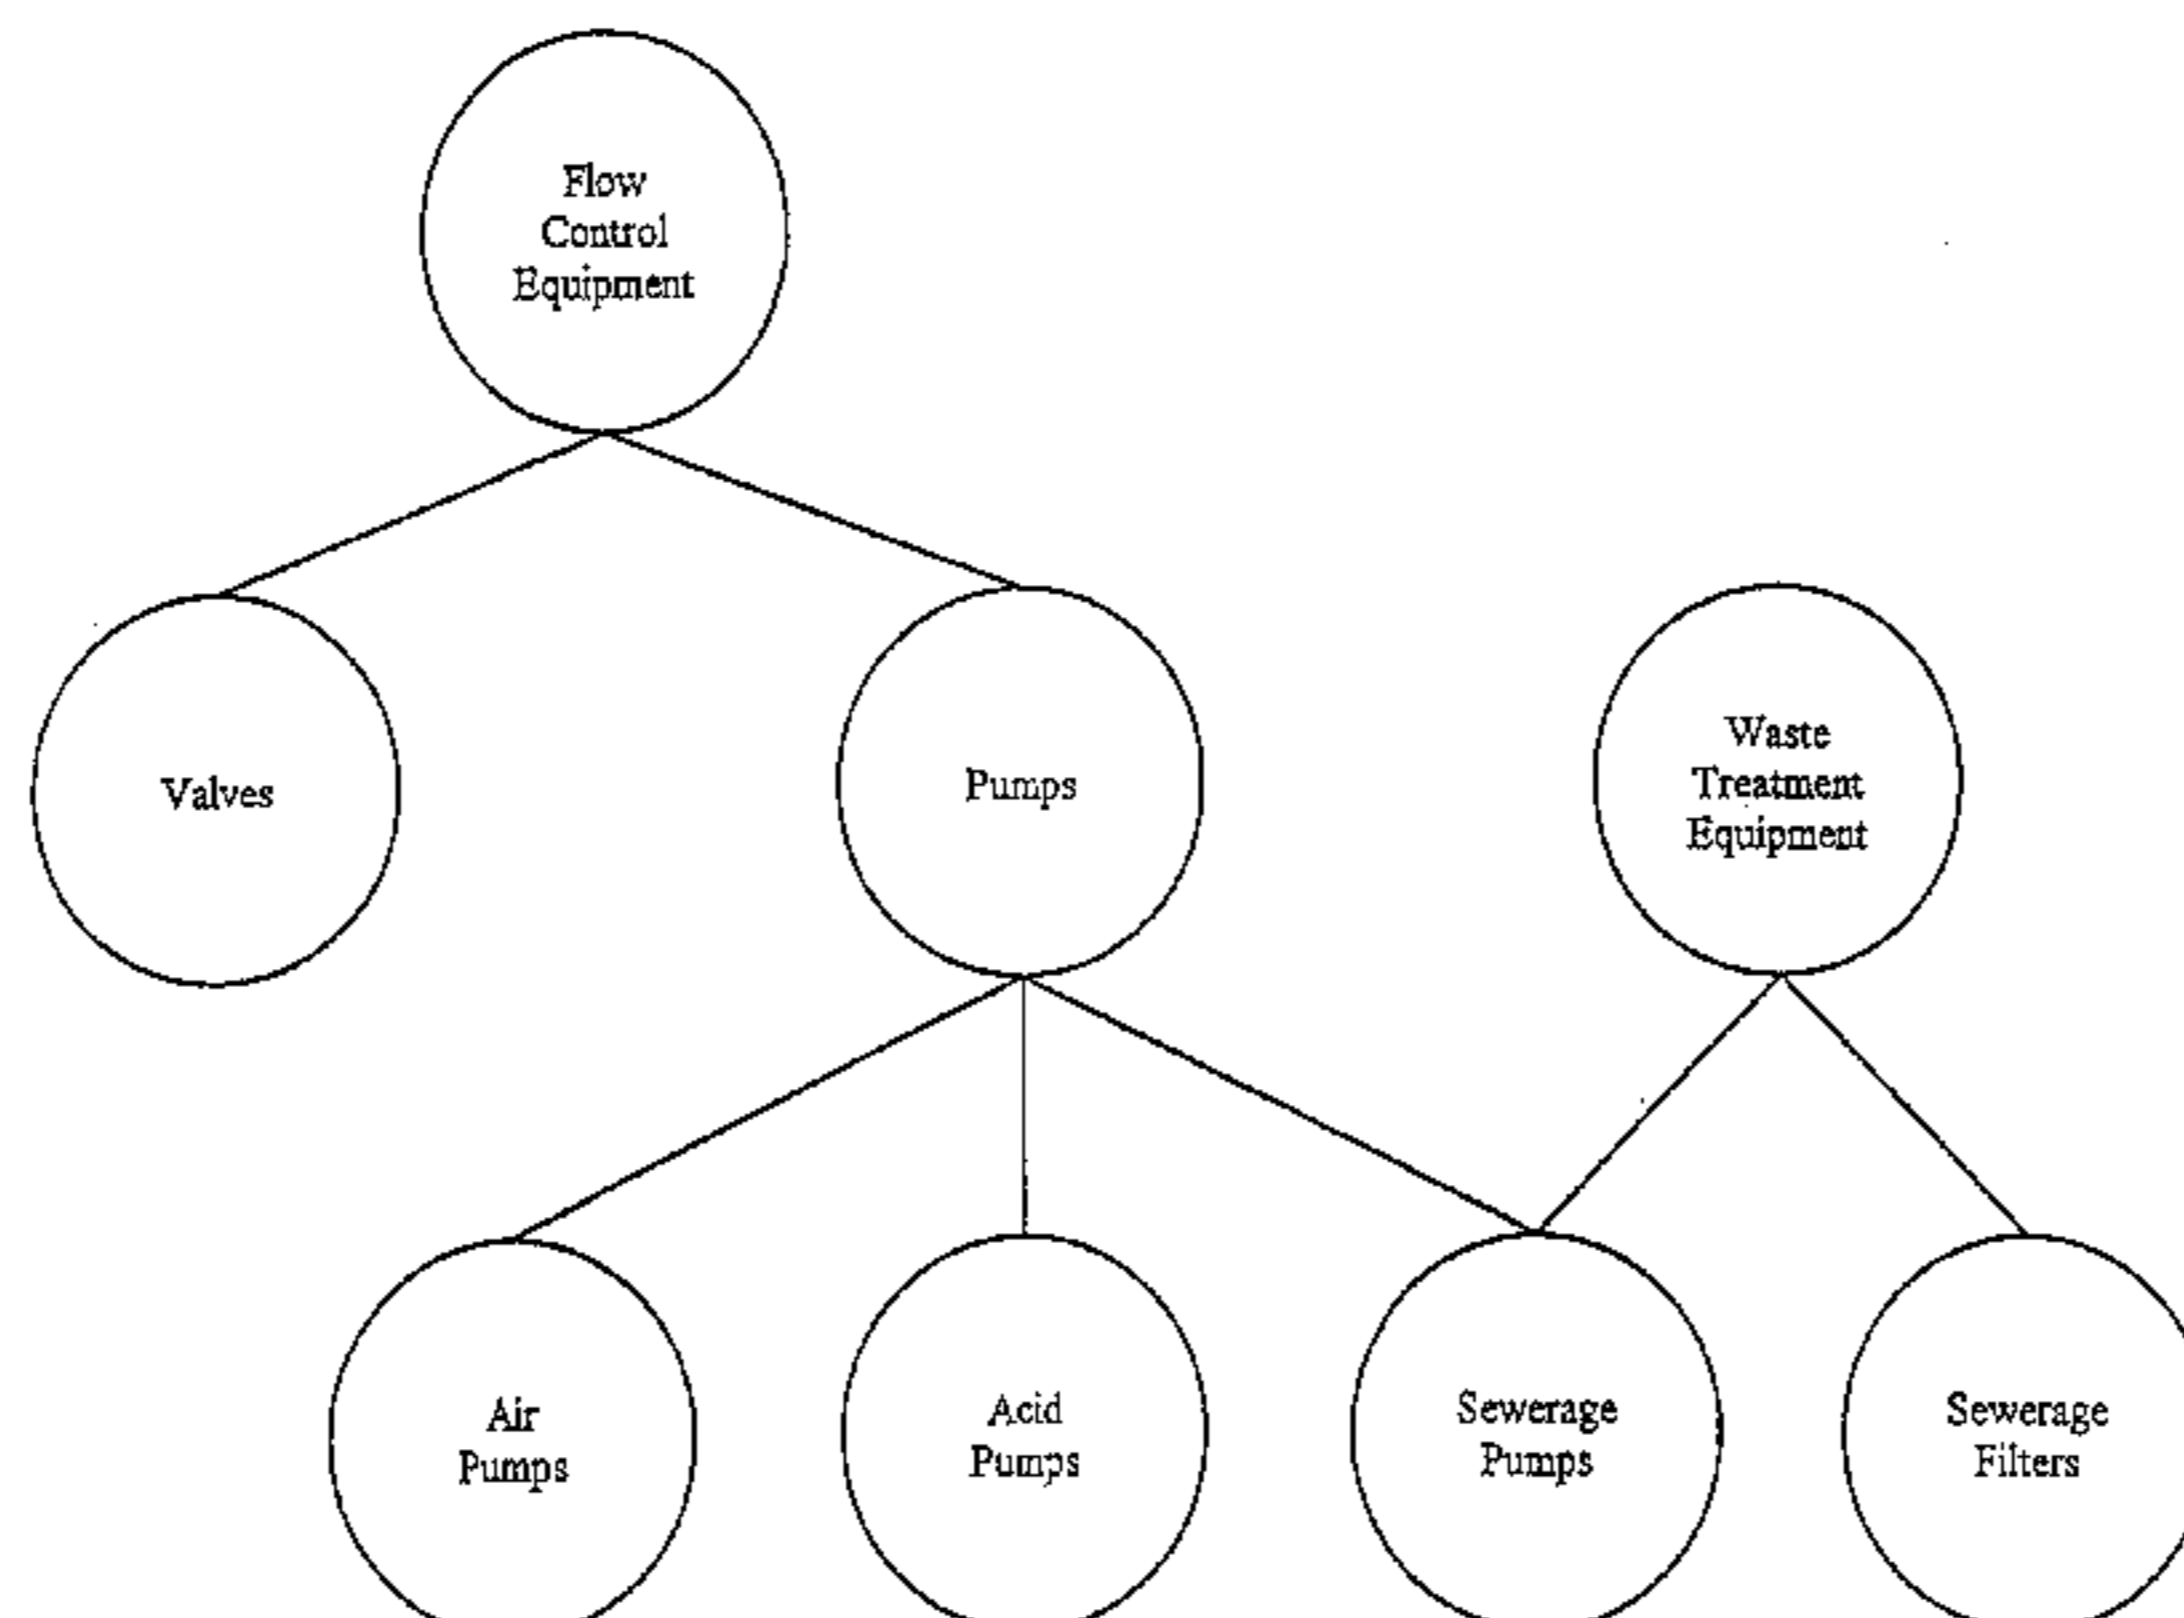 Flow
Control
Equipment
Valves
Pumps
Waste
Treatment
Equipment
Air
Pumps
Acid
Pumps
Sewerage
Pumps
Sewerage
Filters